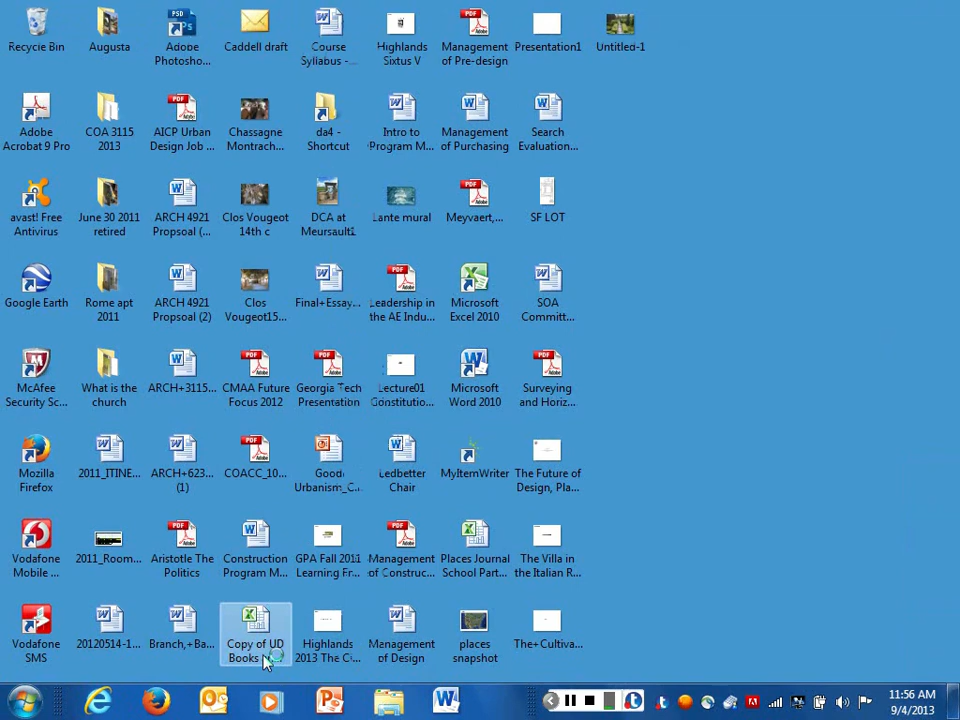 Recycle Bin
Augusta
Adobe
Photosho...
Caddell draft
Course
Syllabus - ...
Highlands
Sixtus V
Management
of Pre-design
Presentation1
Untitled-1
Adobe
Acrobat 9 Pro
COA 3115
2013
AICP Urban
Design Job ...
Chassagne
Montrach...
da4 -
Shortcut
Intro to
Program M...
Management
of Purchasing
Search
Evaluation...
avast! Free
Antivirus
June 30 2011
retired
ARCH 4921
Propsoal (...
Clos Vougeot
14th c
DCA at
Meursault1
Lante mural
Meyvaert,...
SF LOT
Google Earth
Rome apt
2011
ARCH 4921
Propsoal (2)
Clos
Vougeot15...
Final+Essay...
Leadership in
the AE Indu...
Microsoft
Excel 2010
SOA
Committ...
McAfee
Security Sc...
What is the
church
ARCH+3115...
CMAA Future
Focus 2012
Georgia Tech
Presentation
Lecture01
Constitutio...
Microsoft
Word 2010
Surveying
and Horiz...
Mozilla
Firefox
2011_ITINE...
ARCH+623...
(1)
COACC_10...
Good
Urbanism_C...
Ledbetter
Chair
MyItemWriter
The Future of
Design, Pla...
Vodafone
Mobile ...
2011_Room...
Aristotle The
Politics
Construction
Program M...
GPA Fall 2011
Learning Fr...
Management
of Construc...
Places Journal
School Part...
The Villa in
the Italian R...
Vodafone
SMS
20120514-1...
Branch,+Ba...
Copy of UD
Books
Highlands
2013 The C...
Management
of Design
places
snapshot
The+Cultiva...
11:56 AM
9/4/2013